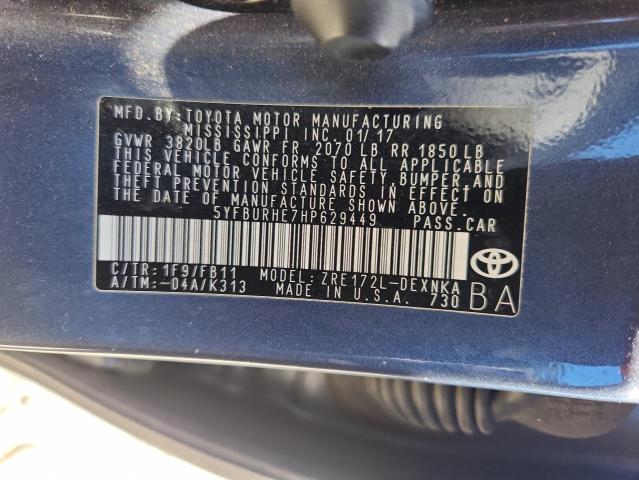 MFD.BY:TOYOTA MOTOR MANUFACTURING
MISSISSIPPI INC. 01/17
GVWR 3820LB GAWR FR 2070 LB RR 1850 LB
THIS VEHICLE CONFORMS TO ALL APPLICABLE
FEDERAL MOTOR VEHICLE SAFETY, BUMPER, AND
THEFT PREVENTION STANDARDS IN EFFECT ON
THE DATE OF MANUFACTURE SHOWN ABOVE.
5YFBURHE7HP629449 PASS.CAR
C/TR:1F9/FB11 MODEL:ZRE172L-DEXNKA
A/TM:-04A/K313 MADE IN U.S.A. 730
BA